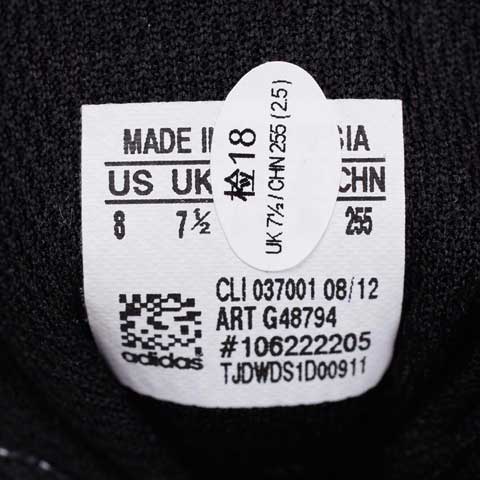 MADE IN SIA
US UK CHN
8 7½ 255
检18
UK 7½ / CHN 255 (2.5)
CLI 037001 08/12
ART G48794
#106222205
TJDWDS1D00911
adidas